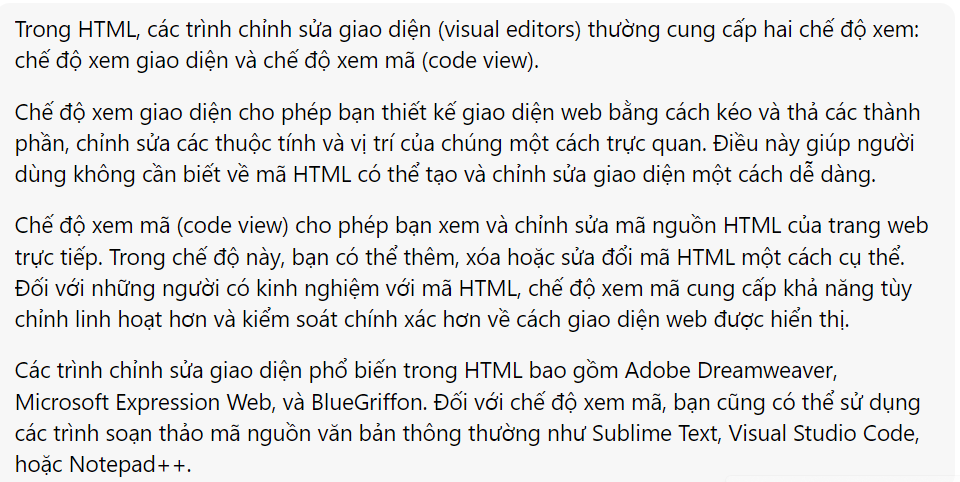 Trong HTML, các trình chỉnh sửa giao diện (visual editors) thường cung cấp hai chế độ xem:
chế độ xem giao diện và chế độ xem mã (code view).
Chế độ xem giao diện cho phép bạn thiết kế giao diện web bằng cách kéo và thả các thành
phần, chỉnh sửa các thuộc tính và vị trí của chúng một cách trực quan. Điều này giúp người
dùng không cần biết về mã HTML có thể tạo và chỉnh sửa giao diện một cách dễ dàng.
Chế độ xem mã (code view) cho phép bạn xem và chỉnh sửa mã nguồn HTML của trang web
trực tiếp. Trong chế độ này, bạn có thể thêm, xóa hoặc sửa đổi mã HTML một cách cụ thể.
Đối với những người có kinh nghiệm với mã HTML, chế độ xem mã cung cấp khả năng tùy
chỉnh linh hoạt hơn và kiểm soát chính xác hơn về cách giao diện web được hiển thị.
Các trình chỉnh sửa giao diện phổ biến trong HTML bao gồm Adobe Dreamweaver,
Microsoft Expression Web, và BlueGriffon. Đối với chế độ xem mã, bạn cũng có thể sử dụng
các trình soạn thảo mã nguồn văn bản thông thường như Sublime Text, Visual Studio Code,
hoặc Notepad++.